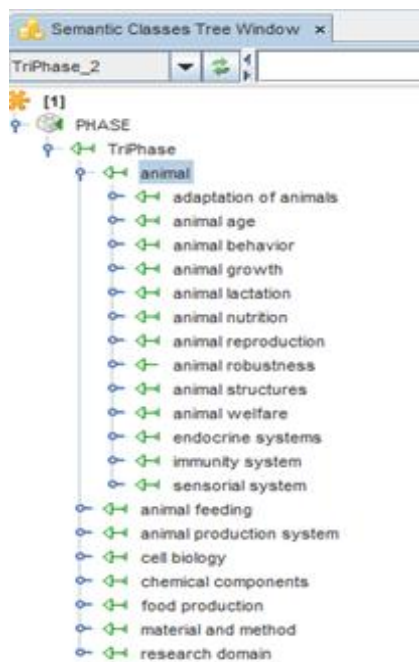 Semantic Classes Tree Window ×
TriPhase_2
[1]
PHASE
TriPhase
animal
adaptation of animals
animal age
animal behavior
animal growth
animal lactation
animal nutrition
animal reproduction
animal robustness
animal structures
animal welfare
endocrine systems
immunity system
sensorial system
animal feeding
animal production system
cell biology
chemical components
food production
material and method
research domain